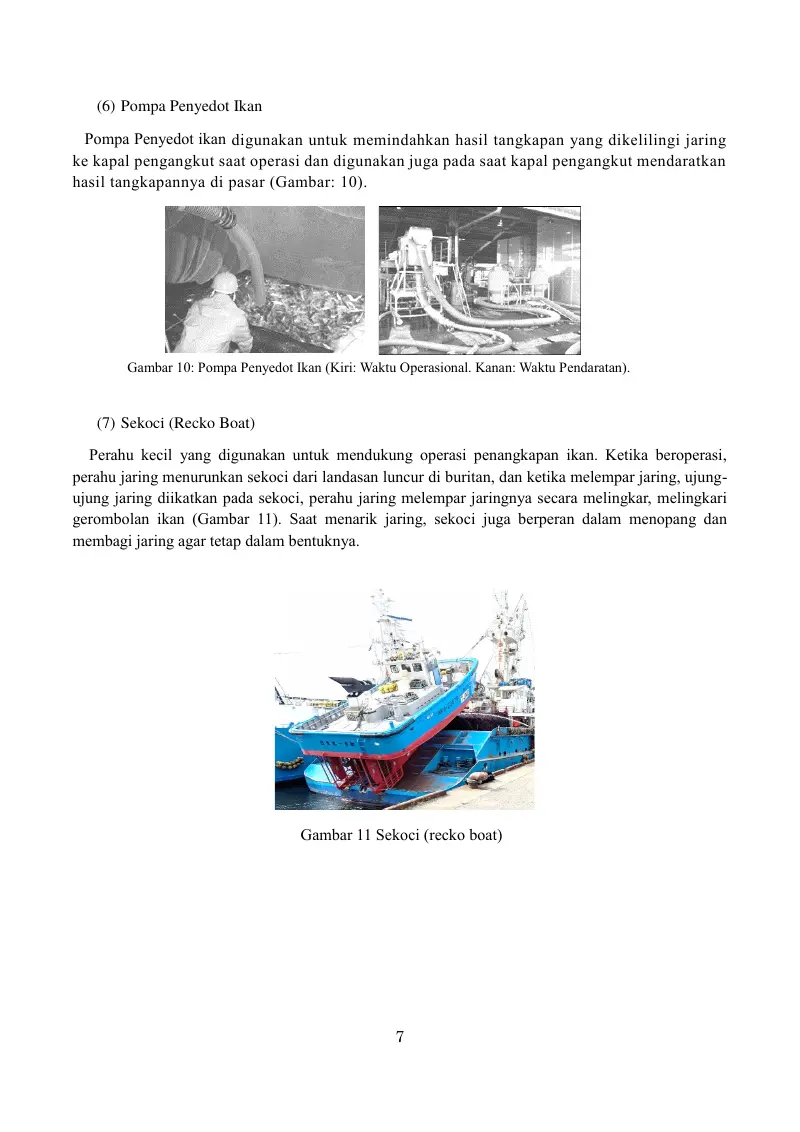 (6) Pompa Penyedot Ikan
Pompa Penyedot ikan digunakan untuk memindahkan hasil tangkapan yang dikelilingi jaring
ke kapal pengangkut saat operasi dan digunakan juga pada saat kapal pengangkut mendaratkan
hasil tangkapannya di pasar (Gambar: 10).
Gambar 10: Pompa Penyedot Ikan (Kiri: Waktu Operasional. Kanan: Waktu Pendaratan).
(7) Sekoci (Recko Boat)
Perahu kecil yang digunakan untuk mendukung operasi penangkapan ikan. Ketika beroperasi,
perahu jaring menurunkan sekoci dari landasan luncur di buritan, dan ketika melempar jaring, ujung-
ujung jaring diikatkan pada sekoci, perahu jaring melempar jaringnya secara melingkar, melingkari
gerombolan ikan (Gambar 11). Saat menarik jaring, sekoci juga berperan dalam menopang dan
membagi jaring agar tetap dalam bentuknya.
Gambar 11 Sekoci (recko boat)
7